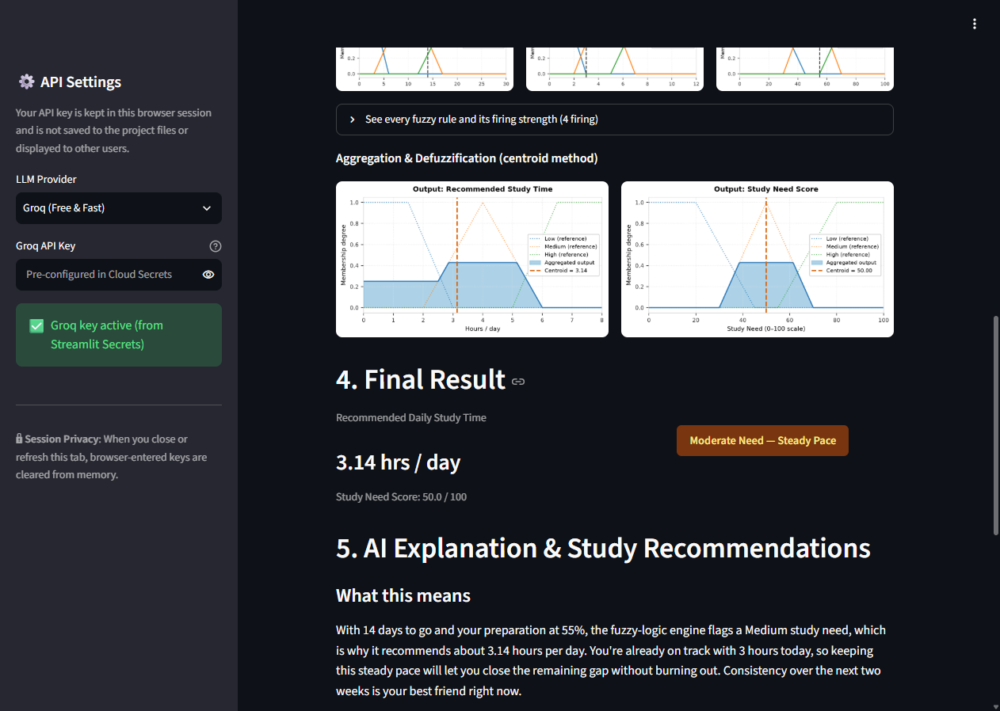 API Settings
Your API key is kept in this browser session
and is not saved to the project files or
displayed to other users.
LLM Provider
Groq (Free & Fast)
Groq API Key
Pre-configured in Cloud Secrets
Groq key active (from
Streamlit Secrets)
Session Privacy: When you close or
refresh this tab, browser-entered keys are
cleared from memory.
0.2
0.0
0 5 10 15 20 25 30
0.2
0.0
0 2 4 6 8 10 12
0.2
0.0
0 20 40 60 80 100
See every fuzzy rule and its firing strength (4 firing)
Aggregation & Defuzzification (centroid method)
Output: Recommended Study Time
Membership degree
1.0
0.8
0.6
0.4
0.2
0.0
Low (reference)
Medium (reference)
High (reference)
Aggregated output
Centroid = 3.14
0 1 2 3 4 5 6 7 8
Hours / day
Output: Study Need Score
Membership degree
1.0
0.8
0.6
0.4
0.2
0.0
Low (reference)
Medium (reference)
High (reference)
Aggregated output
Centroid = 50.00
0 20 40 60 80 100
Study Need (0–100 scale)
4. Final Result
Recommended Daily Study Time
3.14 hrs / day
Study Need Score: 50.0 / 100
Moderate Need — Steady Pace
5. AI Explanation & Study Recommendations
What this means
With 14 days to go and your preparation at 55%, the fuzzy-logic engine flags a Medium study need, which
is why it recommends about 3.14 hours per day. You're already on track with 3 hours today, so keeping
this steady pace will let you close the remaining gap without burning out. Consistency over the next two
weeks is your best friend right now.